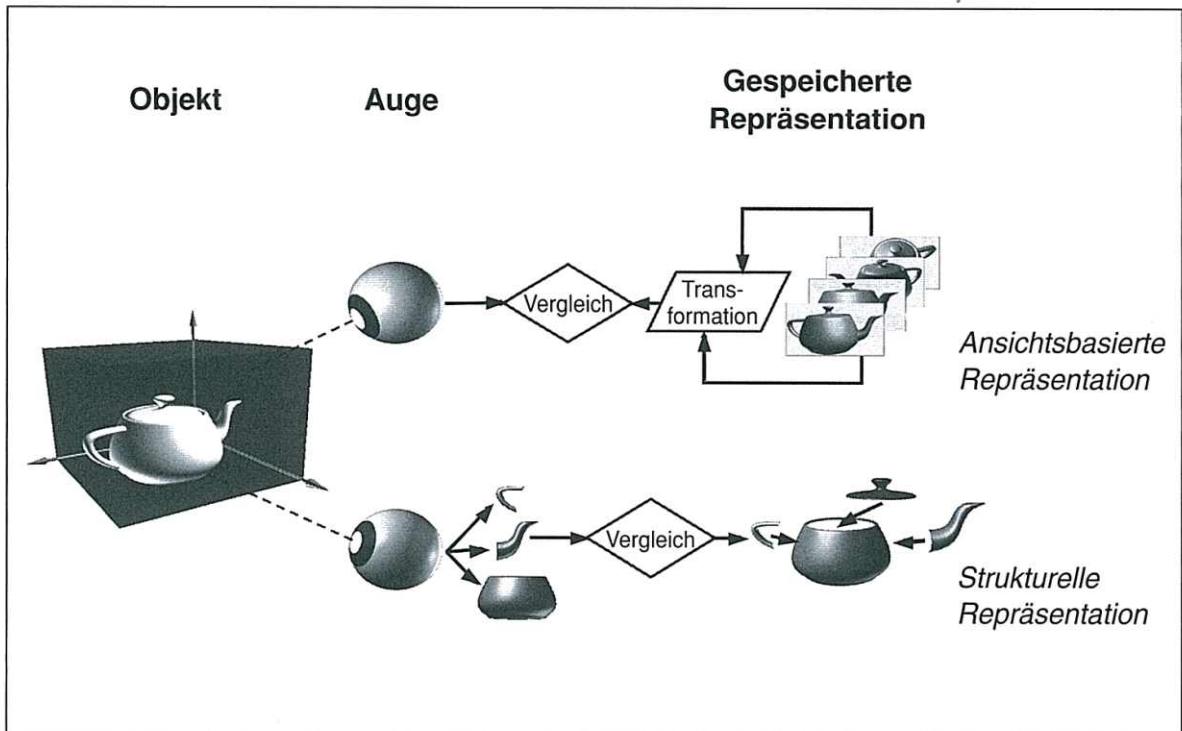 Objekt
Auge
Gespeicherte
Repräsentation
Vergleich
Trans-
formation
Ansichtsbasierte
Repräsentation
Vergleich
Strukturelle
Repräsentation